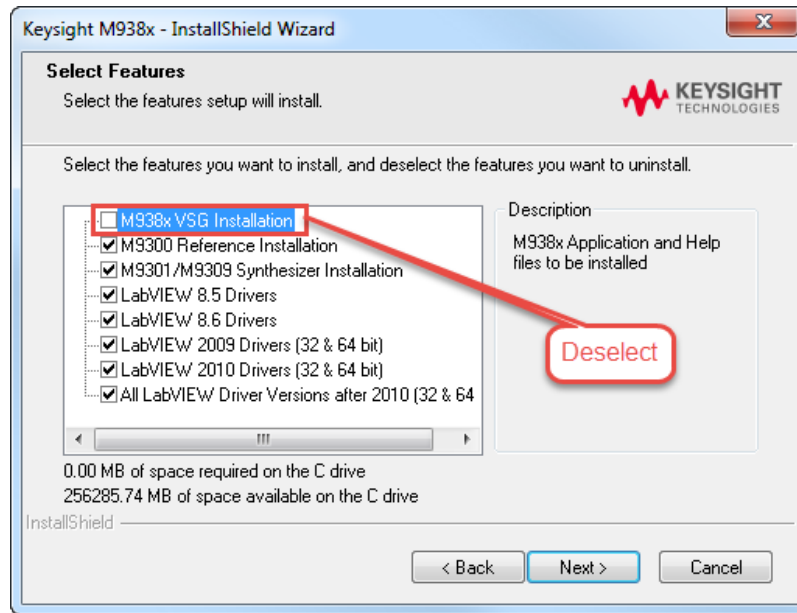 Keysight M938x - InstallShield Wizard
Select Features
Select the features setup will install.
KEYSIGHT
TECHNOLOGIES
Select the features you want to install, and deselect the features you want to uninstall.
M938x VSG Installation
M9300 Reference Installation
M9301/M9309 Synthesizer Installation
LabVIEW 8.5 Drivers
LabVIEW 8.6 Drivers
LabVIEW 2009 Drivers (32 & 64 bit)
LabVIEW 2010 Drivers (32 & 64 bit)
All LabVIEW Driver Versions after 2010 (32 & 64
Description
M938x Application and Help
files to be installed
Deselect
0.00 MB of space required on the C drive
256285.74 MB of space available on the C drive
InstallShield
< Back
Next >
Cancel